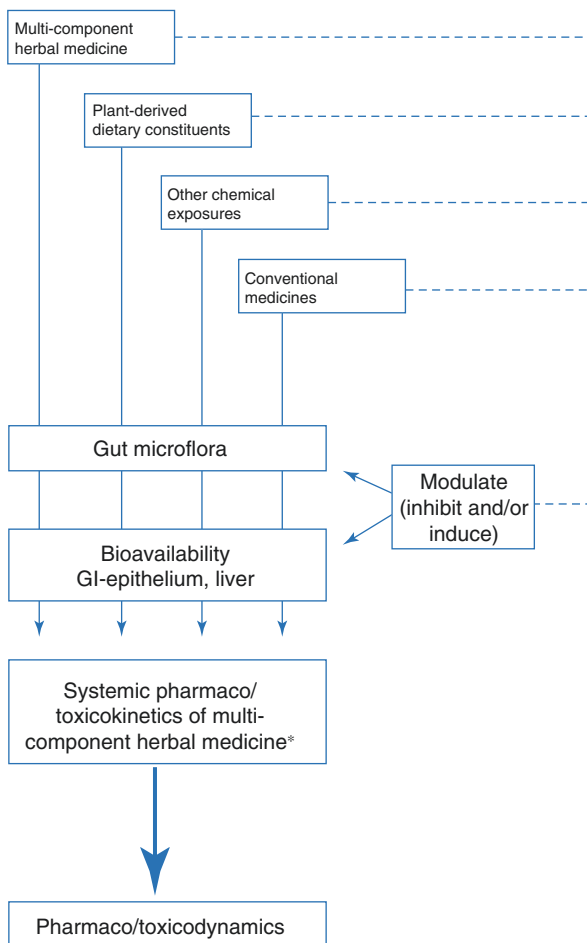 Multi-component
herbal medicine
Plant-derived
dietary constituents
Other chemical
exposures
Conventional
medicines
Gut microflora
Modulate
(inhibit and/or
induce)
Bioavailability
GI-epithelium, liver
Systemic pharmaco/
toxicokinetics of multi-
component herbal medicine*
Pharmaco/toxicodynamics